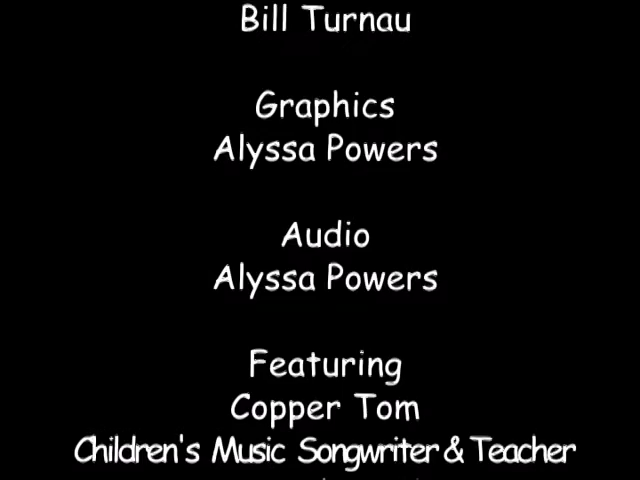 Bill Turnau
Graphics
Alyssa Powers
Audio
Alyssa Powers
Featuring
Copper Tom
Children's Music Songwriter & Teacher